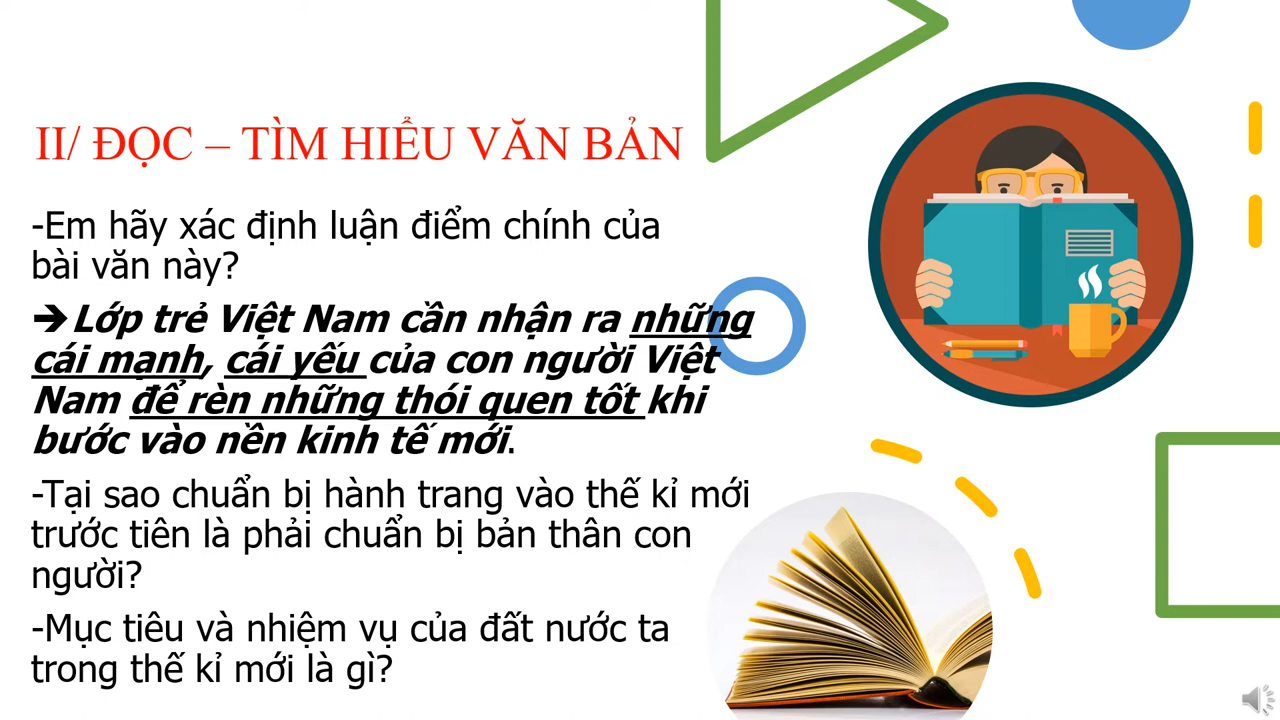 II/ ĐỌC – TÌM HIỂU VĂN BẢN
-Em hãy xác định luận điểm chính của
bài văn này?
➔Lớp trẻ Việt Nam cần nhận ra những
cái mạnh, cái yếu của con người Việt
Nam để rèn những thói quen tốt khi
bước vào nền kinh tế mới.
-Tại sao chuẩn bị hành trang vào thế kỉ mới
trước tiên là phải chuẩn bị bản thân con
người?
-Mục tiêu và nhiệm vụ của đất nước ta
trong thế kỉ mới là gì?